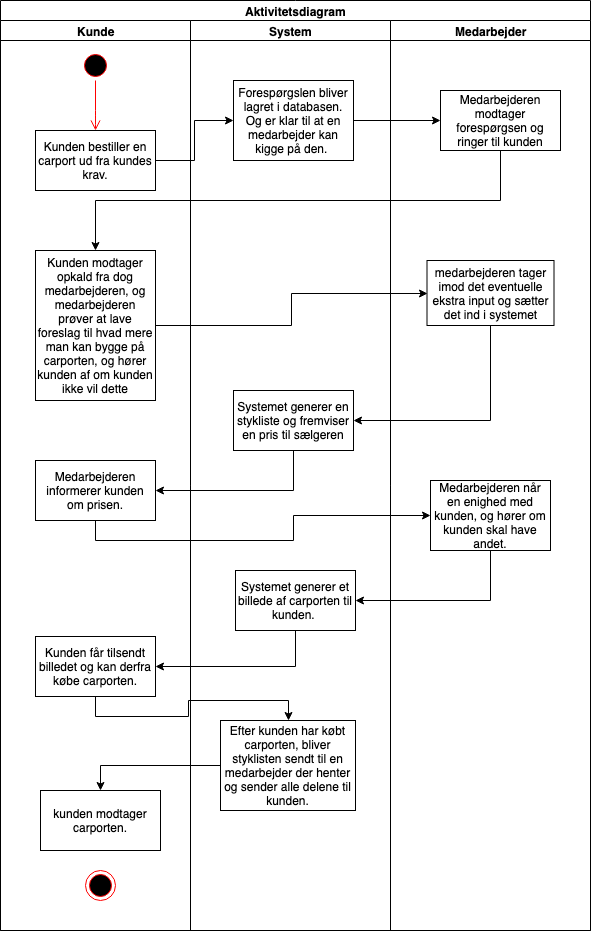 Aktivitetsdiagram
Kunde
System
Medarbejder
Kunden bestiller en
carport ud fra kundes
krav.
Forespørgslen bliver
lagret i databasen.
Og er klar til at en
medarbejder kan
kigge på den.
Medarbejderen
modtager
forespørgsen og
ringer til kunden
Kunden modtager
opkald fra dog
medarbejderen, og
medarbejderen
prøver at lave
foreslag til hvad mere
man kan bygge på
carporten, og hører
kunden af om kunden
ikke vil dette
medarbejderen tager
imod det eventuelle
ekstra input og sætter
det ind i systemet
Systemet generer en
stykliste og fremviser
en pris til sælgeren
Medarbejderen
informerer kunden
om prisen.
Medarbejderen når
en enighed med
kunden, og hører om
kunden skal have
andet.
Systemet generer et
billede af carporten til
kunden.
Kunden får tilsendt
billedet og kan derfra
købe carporten.
Efter kunden har købt
carporten, bliver
styklisten sendt til en
medarbejder der henter
og sender alle delene til
kunden.
kunden modtager
carporten.